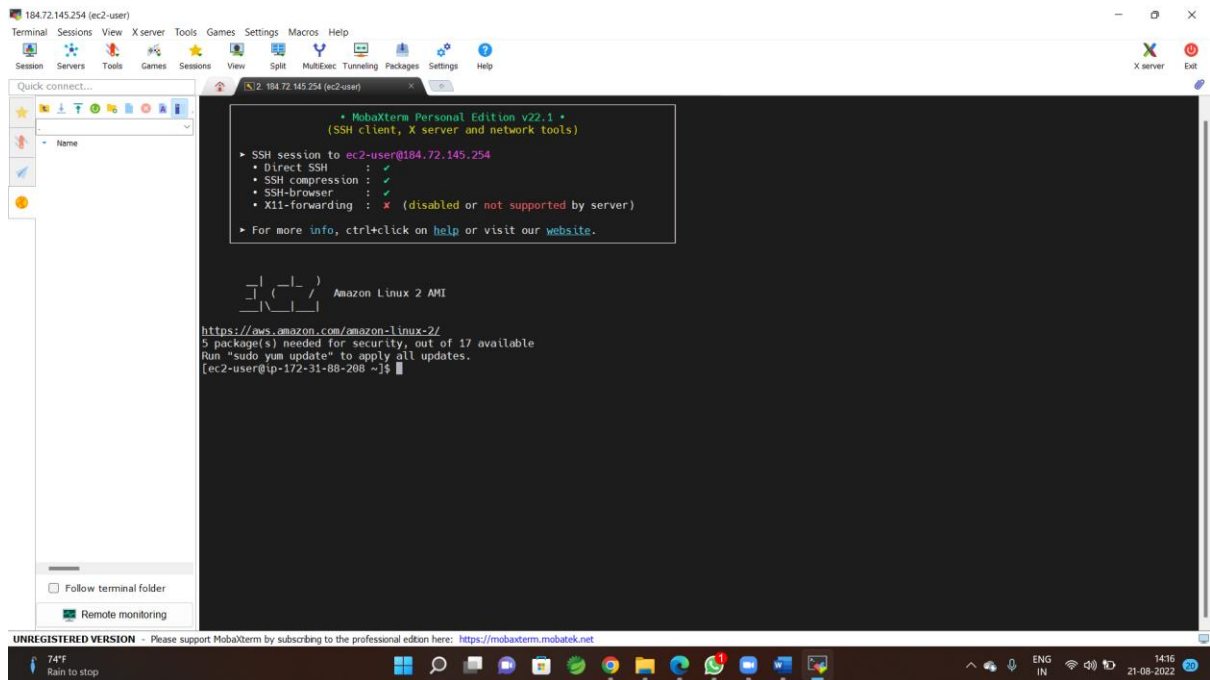 184.72.145.254 (ec2-user)
Terminal Sessions View X server Tools Games Settings Macros Help
Session Servers Tools Games Sessions View Split MultiExec Tunneling Packages Settings Help X server Exit
Quick connect...
2. 184.72.145.254 (ec2-user)
Name
• MobaXterm Personal Edition v22.1 •
(SSH client, X server and network tools)
➤ SSH session to ec2-user@184.72.145.254
• Direct SSH : ✔
• SSH compression : ✔
• SSH-browser : ✔
• X11-forwarding : ✘ (disabled or not supported by server)
➤ For more info, ctrl+click on help or visit our website.
__| __|_ )
_| ( / Amazon Linux 2 AMI
___|\___|___|
https://aws.amazon.com/amazon-linux-2/
5 package(s) needed for security, out of 17 available
Run "sudo yum update" to apply all updates.
[ec2-user@ip-172-31-88-208 ~]$
Follow terminal folder
Remote monitoring
UNREGISTERED VERSION - Please support MobaXterm by subscribing to the professional edition here: https://mobaxterm.mobatek.net
74°F
Rain to stop
1
ENG
IN
14:16
21-08-2022
20